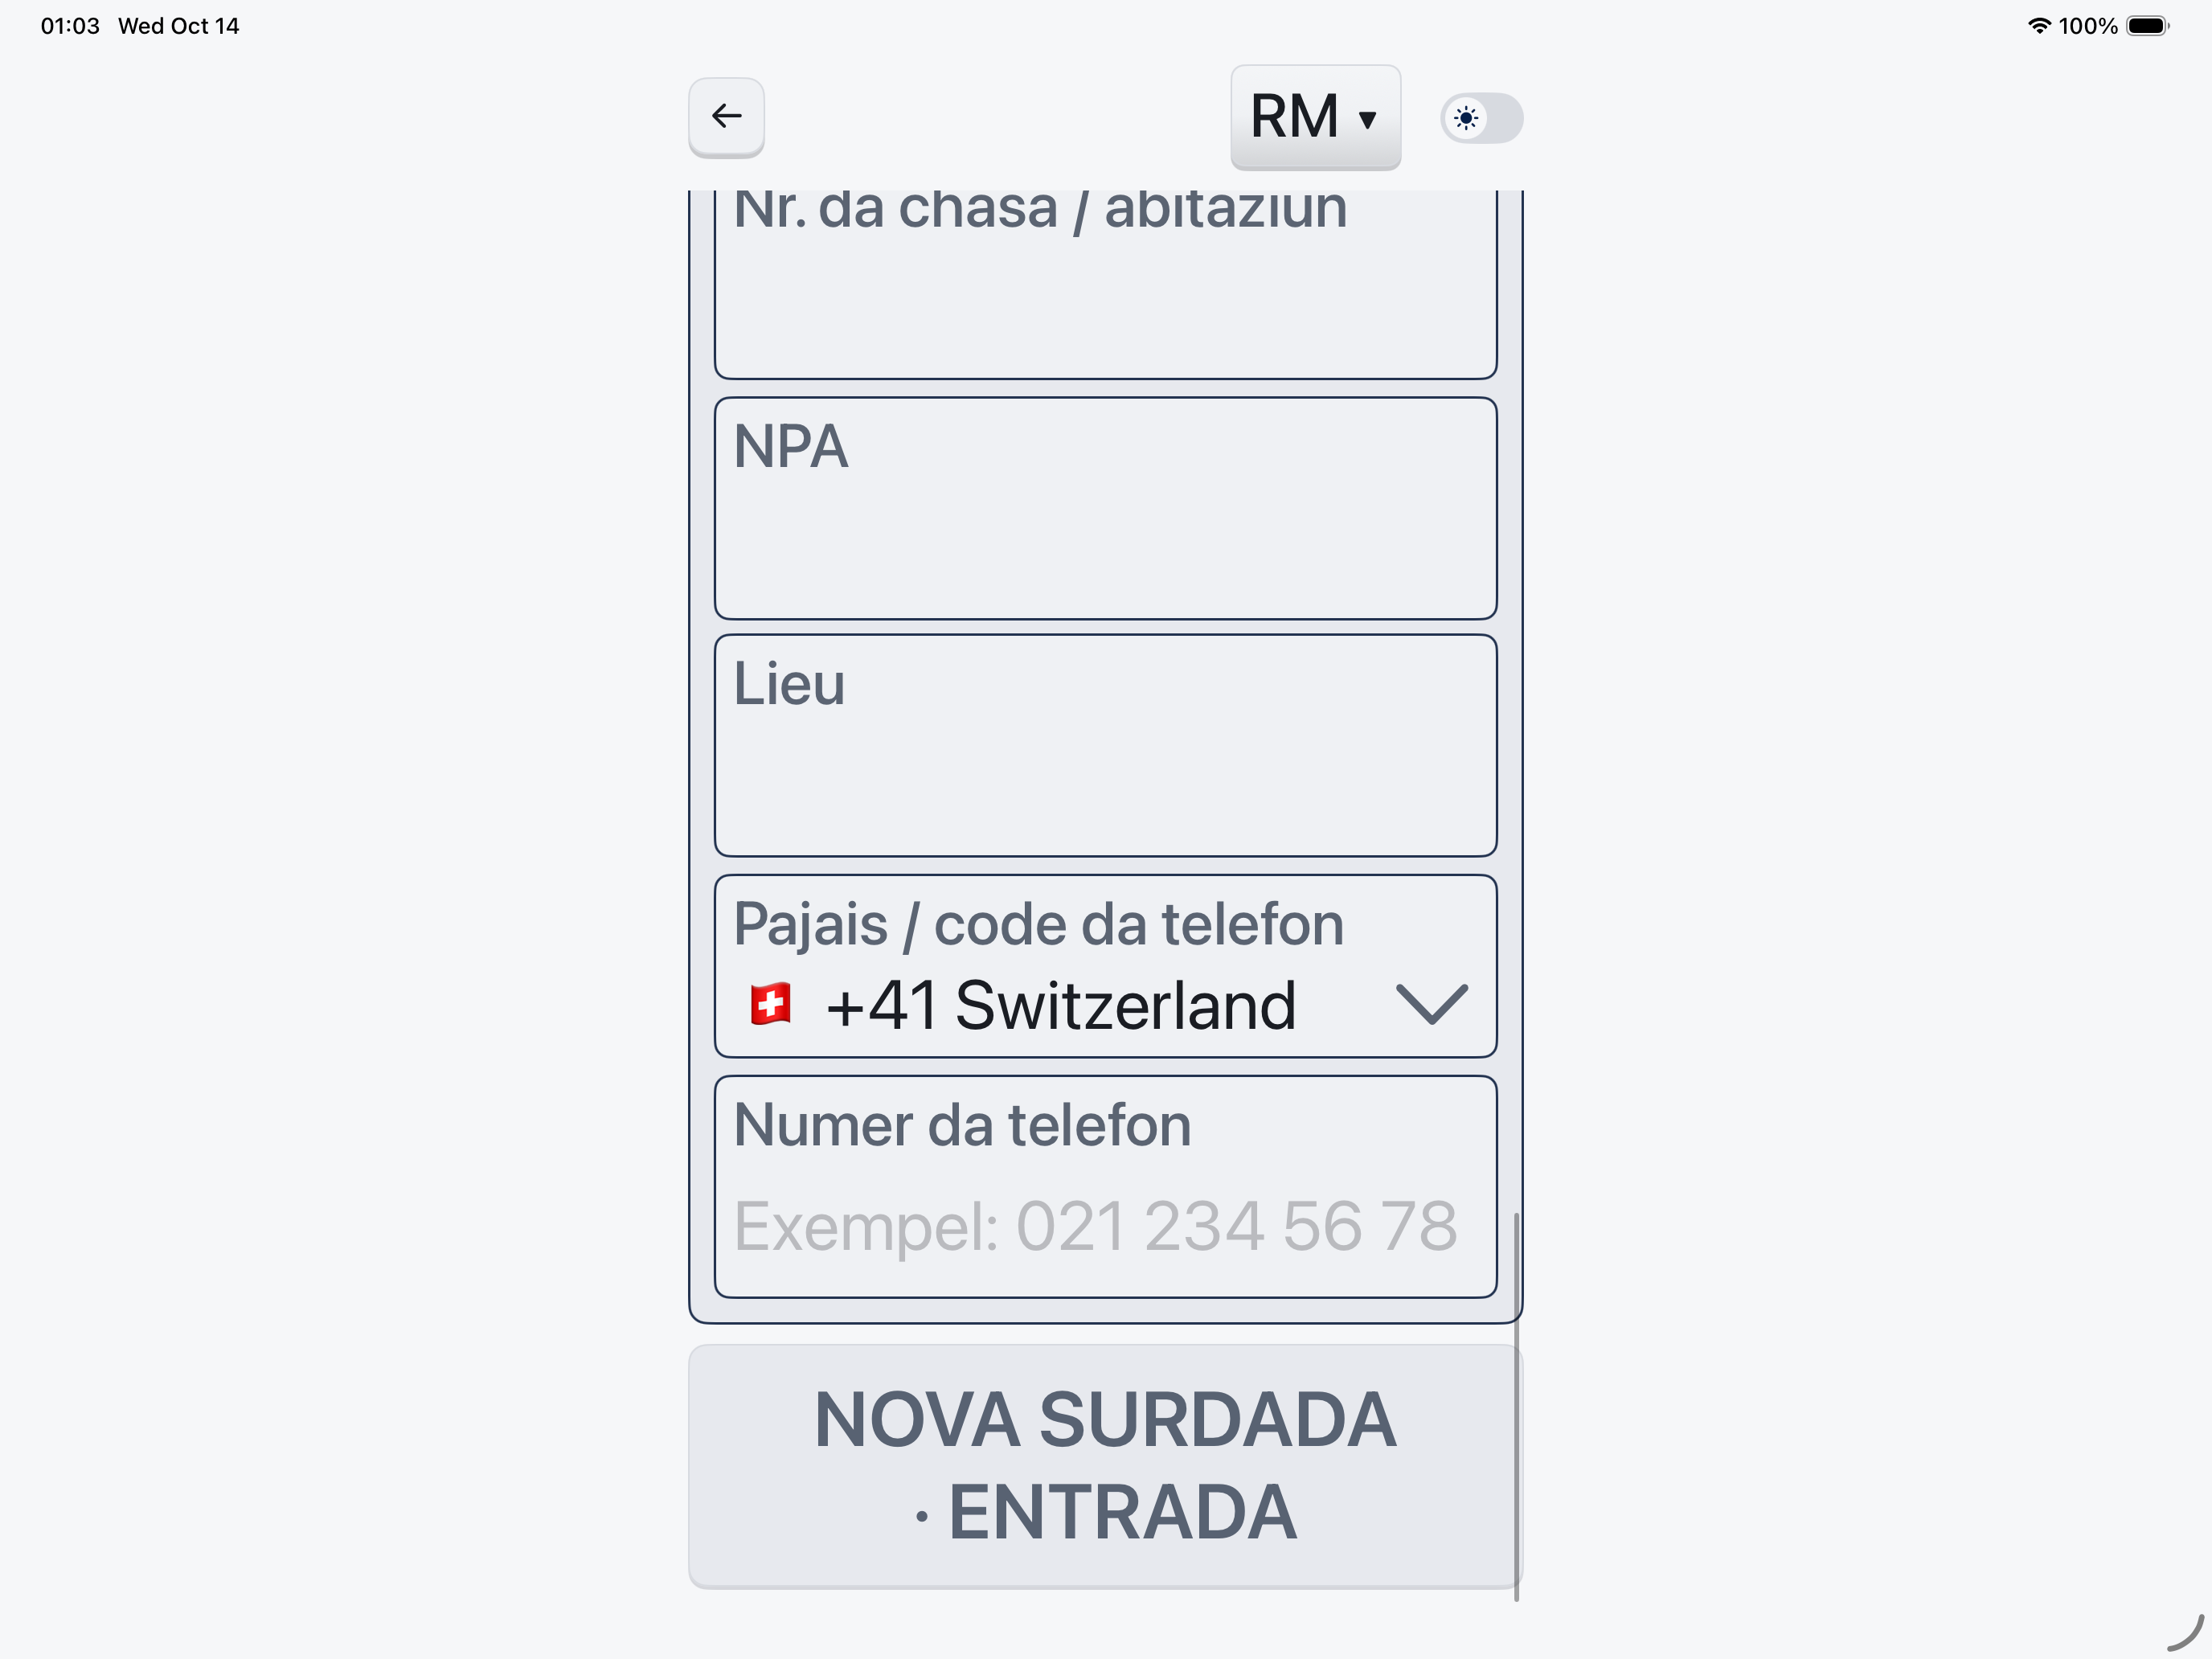 01:03 Wed Oct 14
100%
RM
Nr. da chasa / abitaziun
NPA
Lieu
Pajais / code da telefon
+41 Switzerland
Numer da telefon
Exempel: 021 234 56 78
NOVA SURDADA
· ENTRADA